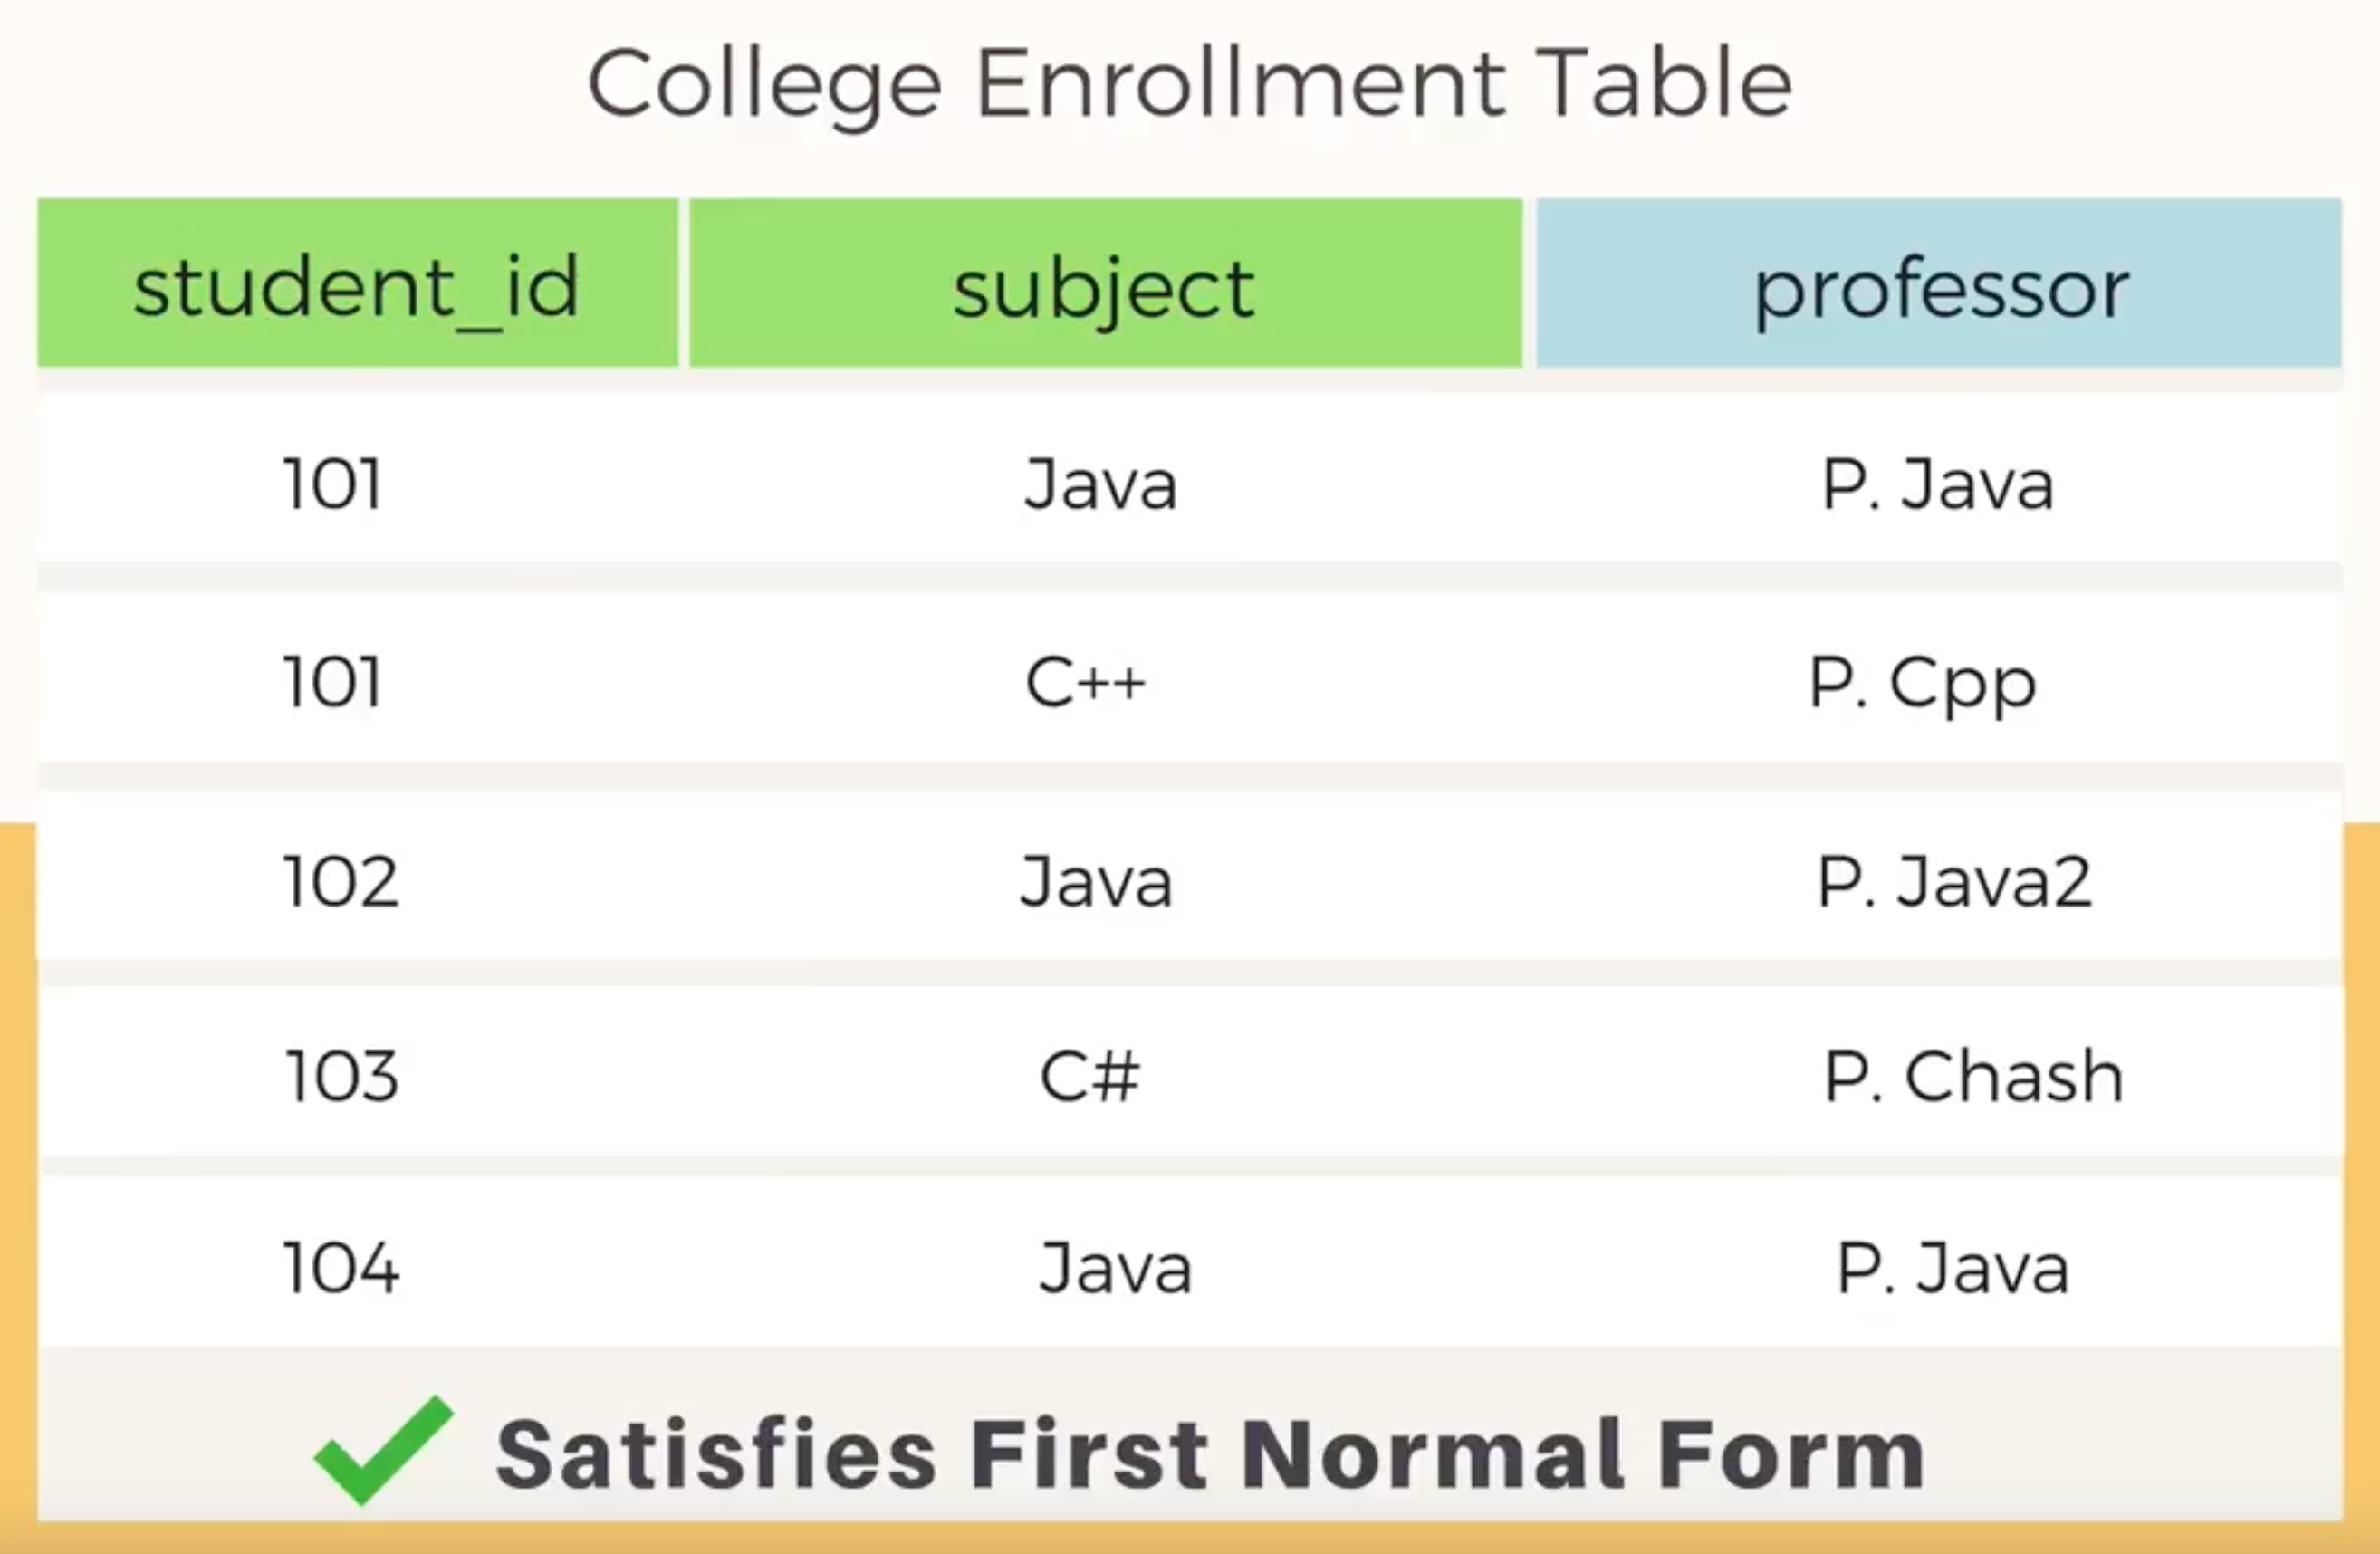 College Enrollment Table
student_id subject professor
101 Java P. Java
101 C++ P. Cpp
102 Java P. Java2
103 C# P. Chash
104 Java P. Java
Satisfies First Normal Form